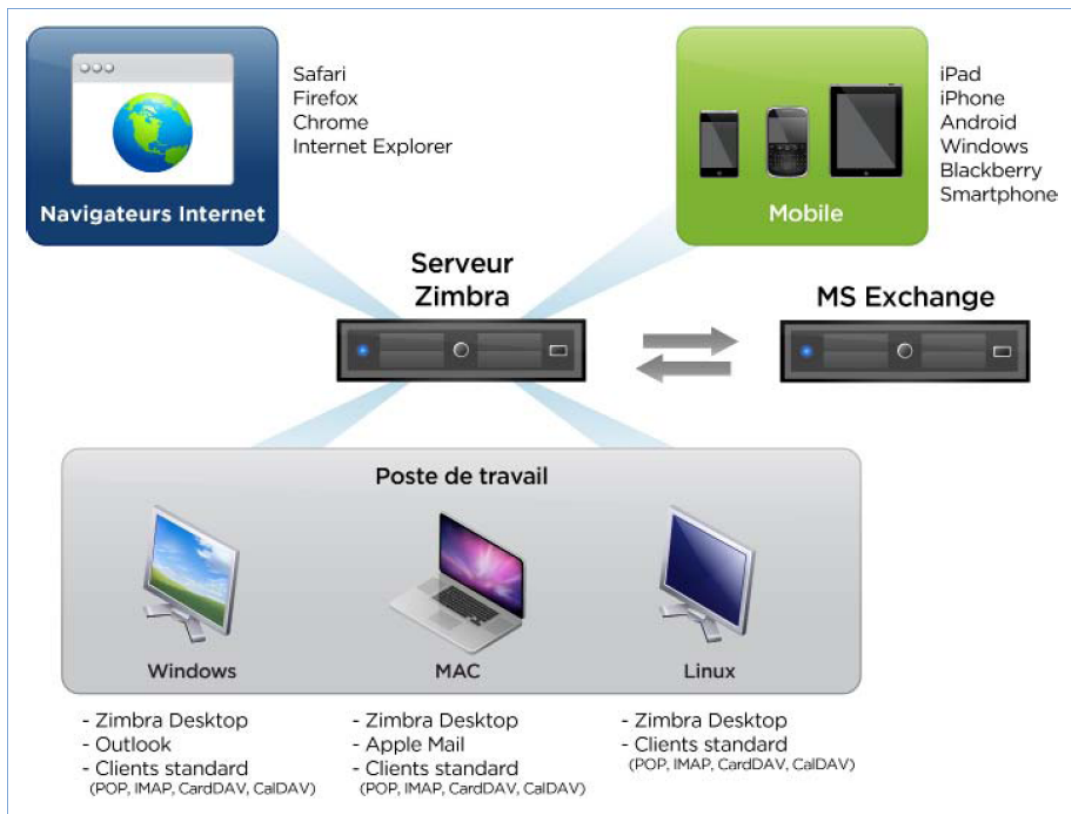 Navigateurs Internet
Safari
Firefox
Chrome
Internet Explorer
Mobile
iPad
iPhone
Android
Windows
Blackberry
Smartphone
Serveur
Zimbra
MS Exchange
Poste de travail
Windows
MAC
Linux
- Zimbra Desktop
- Outlook
- Clients standard
(POP, IMAP, CardDAV, CalDAV)
- Zimbra Desktop
- Apple Mail
- Clients standard
(POP, IMAP, CardDAV, CalDAV)
- Zimbra Desktop
- Clients standard
(POP, IMAP, CardDAV, CalDAV)